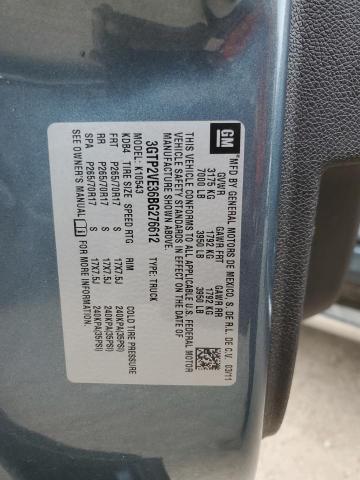 GM
MFD BY GENERAL MOTORS DE MEXICO, S. DE R.L. DE C.V. 03/11
GVWR GAWR FRT GAWR RR
3175 KG 1792 KG 1792 KG
7000 LB 3950 LB 3950 LB
THIS VEHICLE CONFORMS TO ALL APPLICABLE U.S. FEDERAL MOTOR
VEHICLE SAFETY STANDARDS IN EFFECT ON THE DATE OF
MANUFACTURE SHOWN ABOVE.
3GTP2VE36BG276612 TYPE: TRUCK
MODEL: K10543
KDB4 TIRE SIZE SPEED RTG RIM COLD TIRE PRESSURE
FRT P265/70R17 S 17X7.5J 240KPA(35PSI)
RR P265/70R17 S 17X7.5J 240KPA(35PSI)
SPA P265/70R17 S 17X7.5J 240KPA(35PSI)
SEE OWNER'S MANUAL FOR MORE INFORMATION.